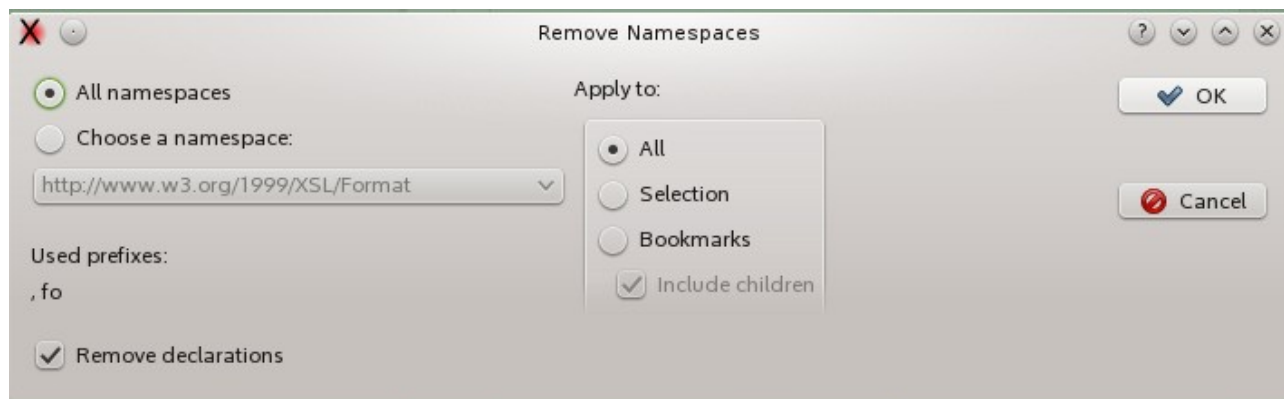 Remove Namespaces
All namespaces
Choose a namespace:
http://www.w3.org/1999/XSL/Format
Used prefixes:
, fo
Remove declarations
Apply to:
All
Selection
Bookmarks
Include children
OK
Cancel